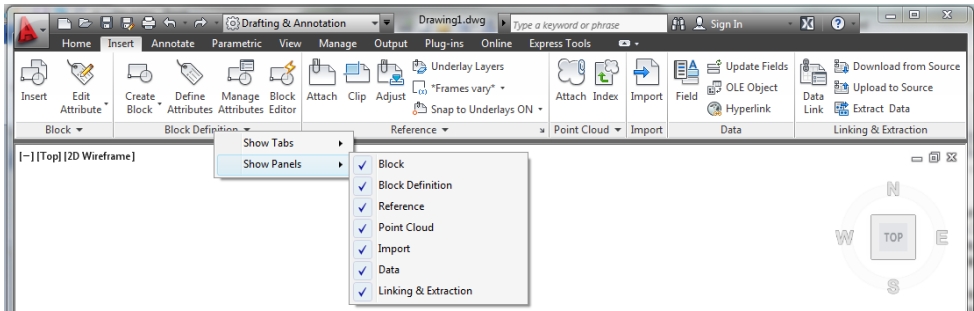 Drafting & Annotation Drawing1.dwg Type a keyword or phrase Sign In
Home Insert Annotate Parametric View Manage Output Plug-ins Online Express Tools
Insert Edit Attribute Create Block Define Attributes Manage Attributes Block Editor Attach Clip Adjust Underlay Layers
*Frames vary*
Snap to Underlays ON
Attach Index Import Field Update Fields
OLE Object
Hyperlink
Data Link Download from Source
Upload to Source
Extract Data
Block Block Definition Reference Point Cloud Import Data Linking & Extraction
Show Tabs
Show Panels
Block
Block Definition
Reference
Point Cloud
Import
Data
Linking & Extraction
[−] [Top] [2D Wireframe]
N
W TOP E
S